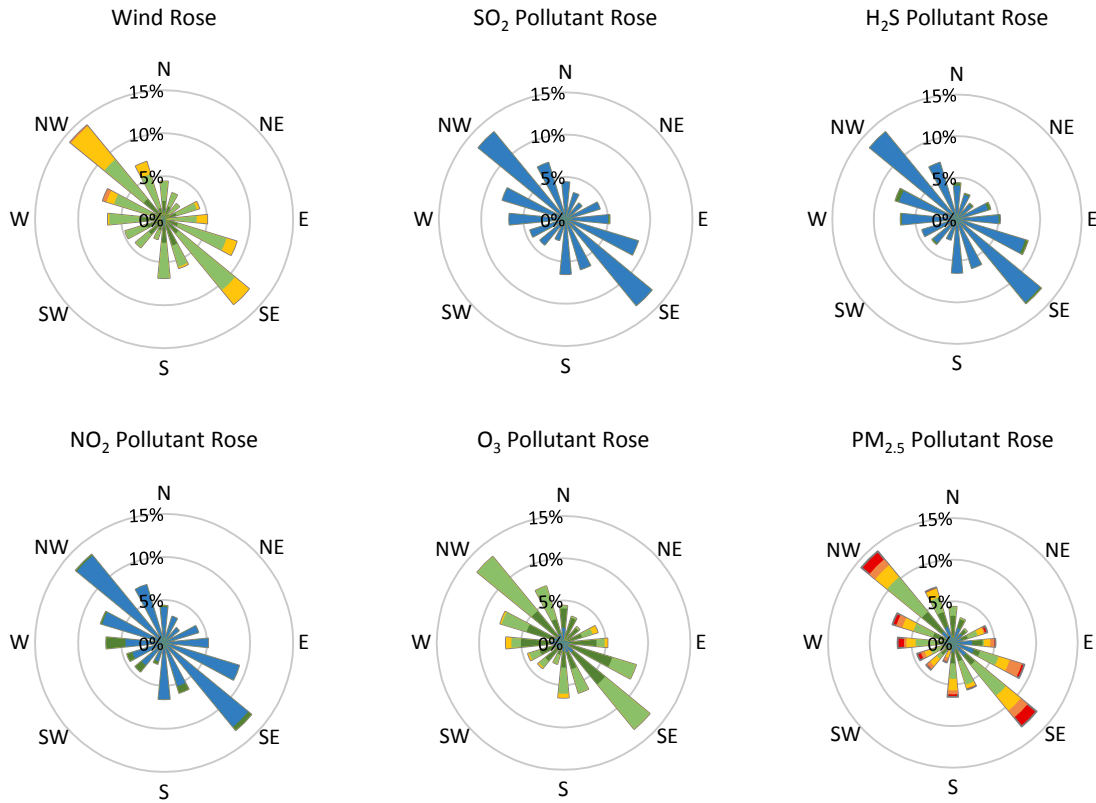 Wind Rose
SO₂ Pollutant Rose
H₂S Pollutant Rose
N
15%
NW
NE
10%
5%
W
0%
E
SW
SE
S
N
15%
NW
NE
10%
5%
W
0%
E
SW
SE
S
N
15%
NW
NE
10%
5%
W
0%
E
SW
SE
S
NO₂ Pollutant Rose
O₃ Pollutant Rose
PM₂.₅ Pollutant Rose
N
15%
NW
NE
10%
5%
W
0%
E
SW
SE
S
N
15%
NW
NE
10%
5%
W
0%
E
SW
SE
S
N
15%
NW
NE
10%
5%
W
0%
E
SW
SE
S